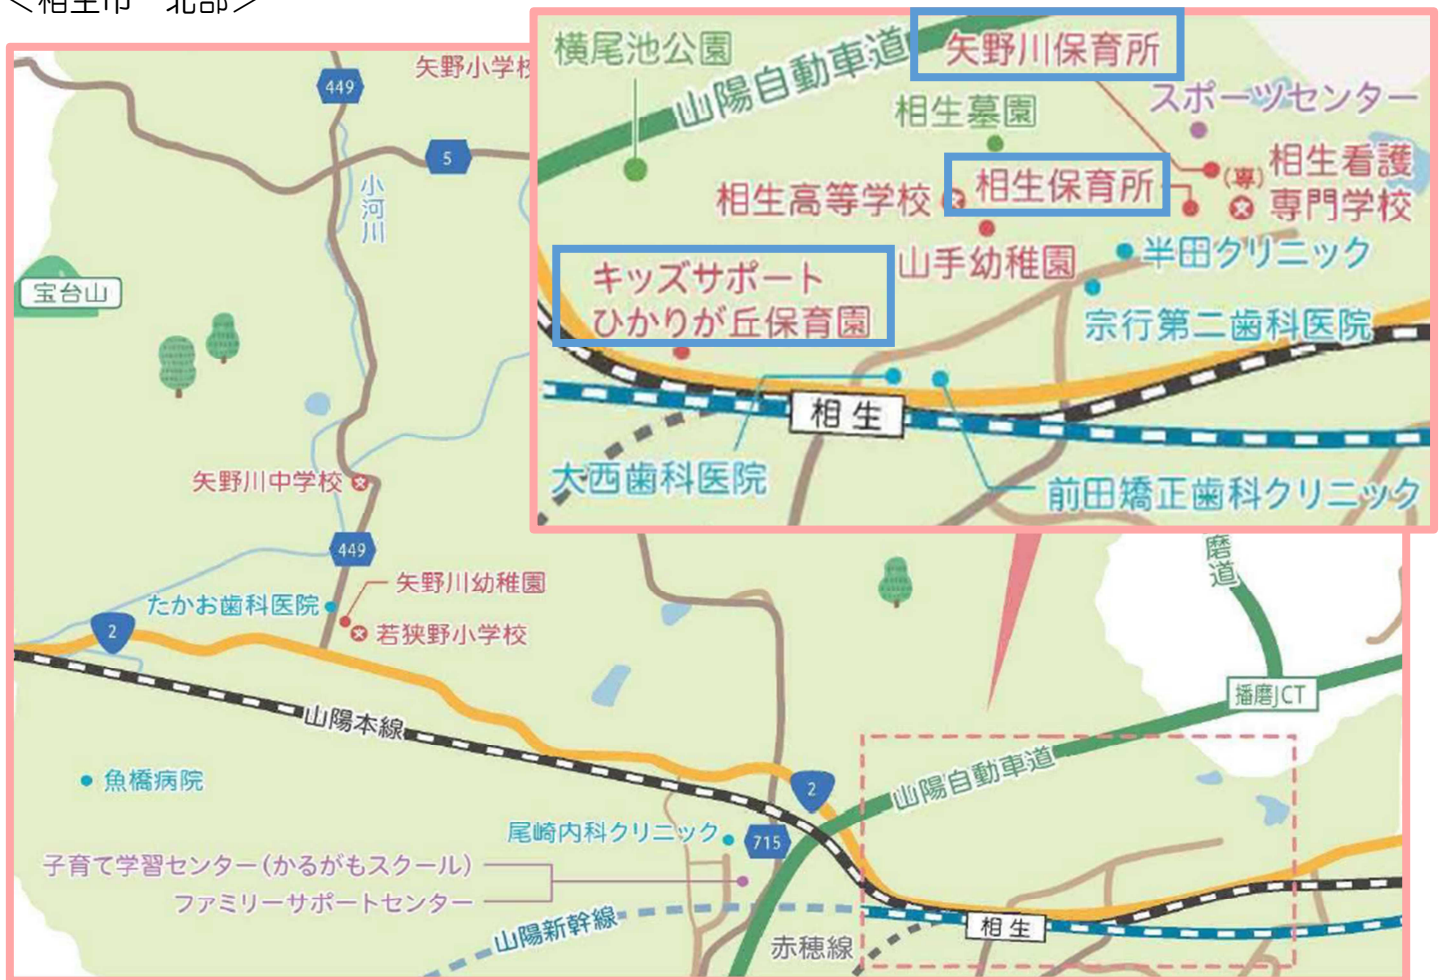 ＜相生市　北部＞
横尾池公園
山陽自動車道
矢野川保育所
相生墓園
スポーツセンター
相生高等学校
相生保育所
(専)
相生看護
専門学校
山手幼稚園
半田クリニック
キッズサポート
ひかりが丘保育園
宗行第二歯科医院
相生
大西歯科医院
前田矯正歯科クリニック
449
矢野小学校
5
小河川
宝台山
矢野川中学校
449
矢野川幼稚園
たかお歯科医院
若狭野小学校
2
山陽本線
魚橋病院
磨道
播磨JCT
山陽自動車道
2
尾崎内科クリニック
715
子育て学習センター(かるがもスクール)
ファミリーサポートセンター
山陽新幹線
赤穂線
相生